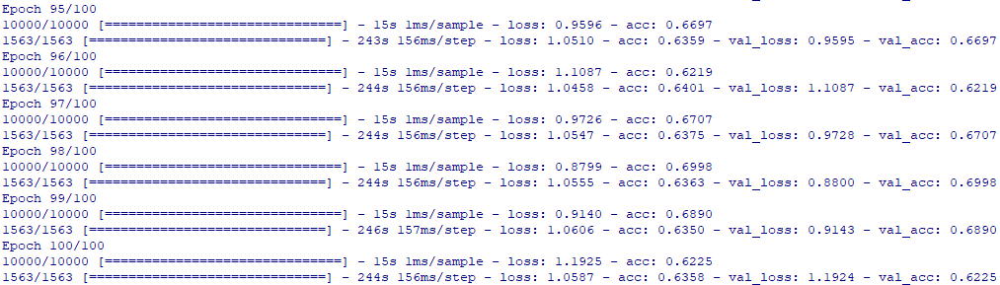 Epoch 95/100
10000/10000 [==============================] - 15s 1ms/sample - loss: 0.9596 - acc: 0.6697
1563/1563 [==============================] - 243s 156ms/step - loss: 1.0510 - acc: 0.6359 - val_loss: 0.9595 - val_acc: 0.6697
Epoch 96/100
10000/10000 [==============================] - 15s 1ms/sample - loss: 1.1087 - acc: 0.6219
1563/1563 [==============================] - 244s 156ms/step - loss: 1.0458 - acc: 0.6401 - val_loss: 1.1087 - val_acc: 0.6219
Epoch 97/100
10000/10000 [==============================] - 15s 1ms/sample - loss: 0.9726 - acc: 0.6707
1563/1563 [==============================] - 244s 156ms/step - loss: 1.0547 - acc: 0.6375 - val_loss: 0.9728 - val_acc: 0.6707
Epoch 98/100
10000/10000 [==============================] - 15s 1ms/sample - loss: 0.8799 - acc: 0.6998
1563/1563 [==============================] - 244s 156ms/step - loss: 1.0555 - acc: 0.6363 - val_loss: 0.8800 - val_acc: 0.6998
Epoch 99/100
10000/10000 [==============================] - 15s 1ms/sample - loss: 0.9140 - acc: 0.6890
1563/1563 [==============================] - 246s 157ms/step - loss: 1.0606 - acc: 0.6350 - val_loss: 0.9143 - val_acc: 0.6890
Epoch 100/100
10000/10000 [==============================] - 15s 1ms/sample - loss: 1.1925 - acc: 0.6225
1563/1563 [==============================] - 244s 156ms/step - loss: 1.0587 - acc: 0.6358 - val_loss: 1.1924 - val_acc: 0.6225